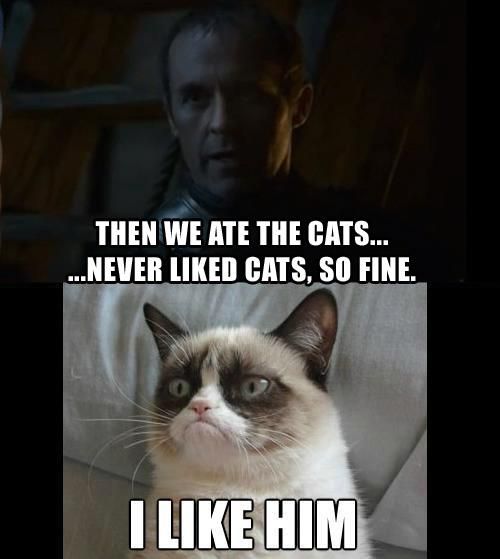 THEN WE ATE THE CATS...
...NEVER LIKED CATS, SO FINE.
I LIKE HIM